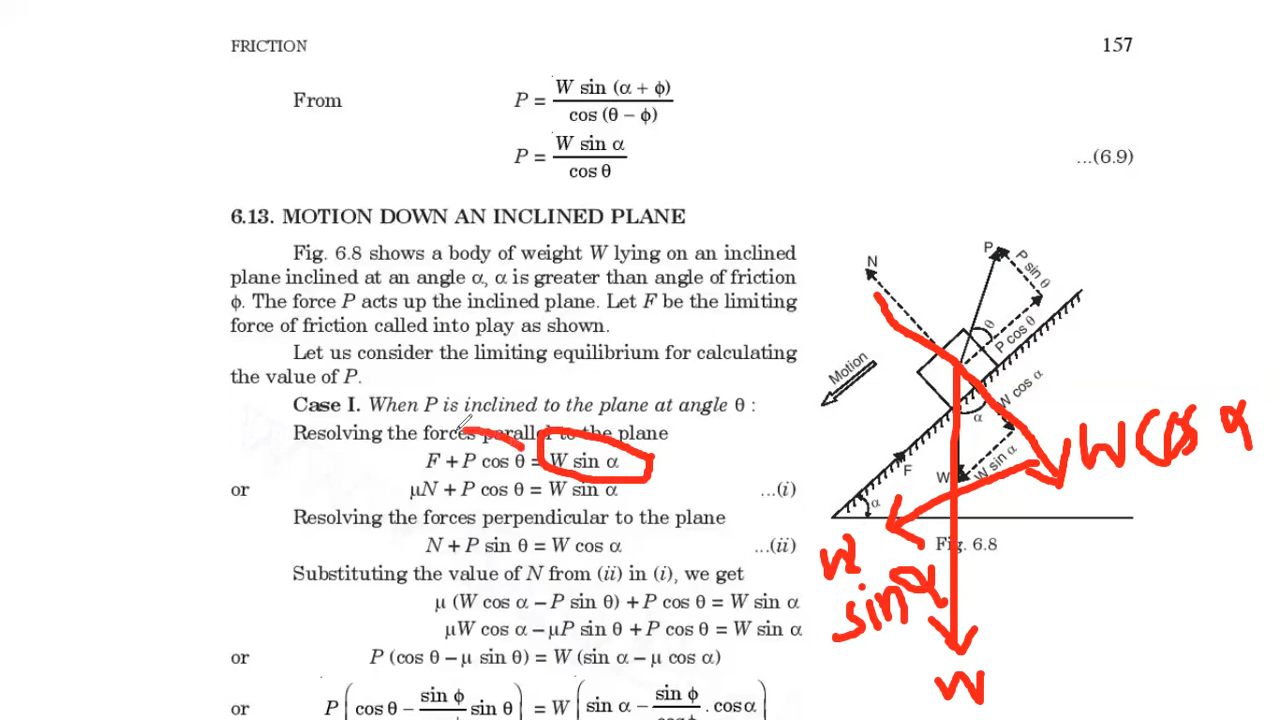 FRICTION 157
From P = W sin (α + ϕ) / cos (θ − ϕ)
P = W sin α / cos θ ...(6.9)
6.13. MOTION DOWN AN INCLINED PLANE
Fig. 6.8 shows a body of weight W lying on an inclined
plane inclined at an angle α, α is greater than angle of friction
ϕ. The force P acts up the inclined plane. Let F be the limiting
force of friction called into play as shown.
Let us consider the limiting equilibrium for calculating
the value of P.
Case I. When P is inclined to the plane at angle θ :
Resolving the forces parallel to the plane
F + P cos θ = W sin α
or μN + P cos θ = W sin α ...(i)
Resolving the forces perpendicular to the plane
N + P sin θ = W cos α ...(ii)
Substituting the value of N from (ii) in (i), we get
μ (W cos α − P sin θ) + P cos θ = W sin α
μW cos α − μP sin θ + P cos θ = W sin α
or P (cos θ − μ sin θ) = W (sin α − μ cos α)
or P ( cos θ − sin ϕ / sin θ ) = W ( sin α − sin ϕ / . cos α )
P
P sin θ
N
θ
P cos θ
Motion
W cos α
α
W sin α
F
W
α
Fig. 6.8
W cos α
W
sin α
W